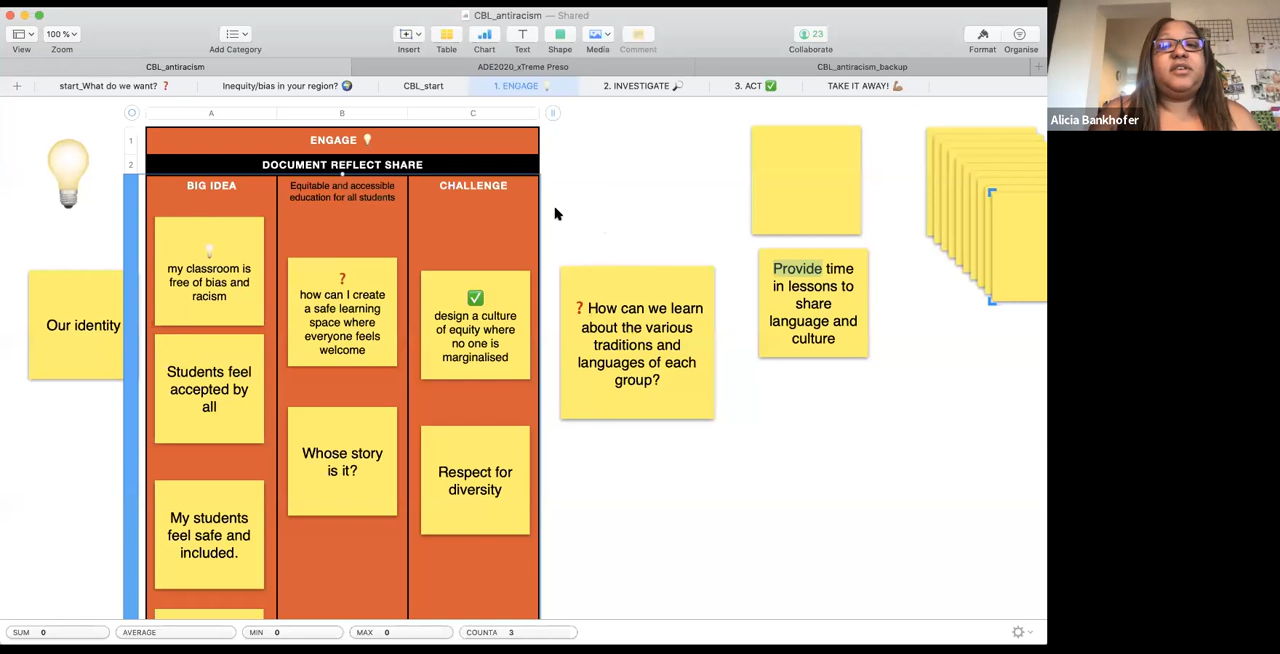 CBL_antiracism — Shared
100 %
View
Zoom
Add Category
Insert
Table
Chart
Text
Shape
Media
Comment
23
Collaborate
Format
Organise
CBL_antiracism
ADE2020_xTreme Preso
CBL_antiracism_backup
start_What do we want? ❓
Inequity/bias in your region? 🌍
CBL_start
1. ENGAGE 💡
2. INVESTIGATE 🔎
3. ACT ✅
TAKE IT AWAY! 💪🏽
Alicia Bankhofer
A
B
C
1
2
ENGAGE 💡
DOCUMENT REFLECT SHARE
BIG IDEA
Equitable and accessible
education for all students
CHALLENGE
💡
my classroom is
free of bias and
racism
Students feel
accepted by
all
My students
feel safe and
included.
❓
how can I create
a safe learning
space where
everyone feels
welcome
Whose story
is it?
✅
design a culture
of equity where
no one is
marginalised
Respect for
diversity
Our identity
❓ How can we learn
about the various
traditions and
languages of each
group?
Provide time
in lessons to
share
language and
culture
SUM 0
AVERAGE
MIN 0
MAX 0
COUNTA 3